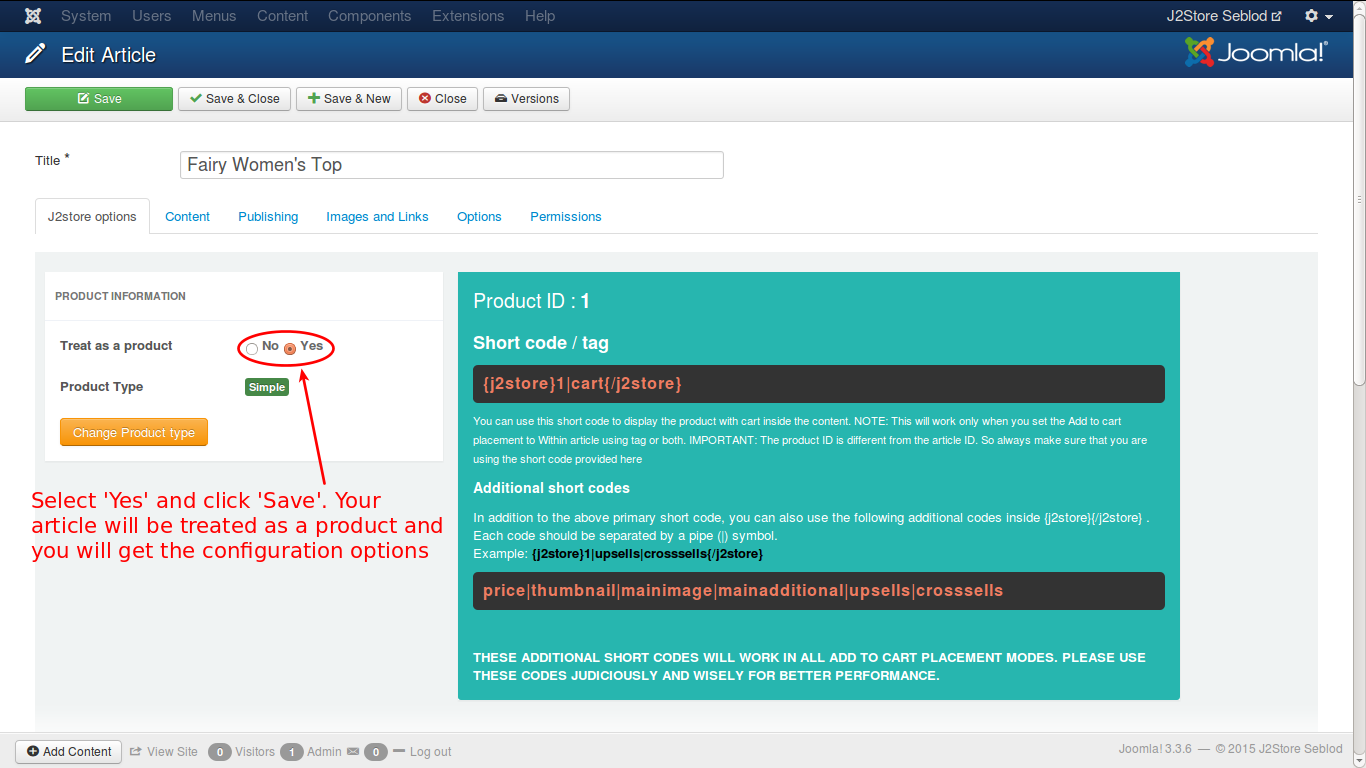 System Users Menus Content Components Extensions Help J2Store Seblod
Edit Article Joomla!®
Save Save & Close Save & New Close Versions
Title * Fairy Women's Top
J2store options Content Publishing Images and Links Options Permissions
PRODUCT INFORMATION
Treat as a product No Yes
Product Type Simple
Change Product type
Select 'Yes' and click 'Save'. Your
article will be treated as a product and
you will get the configuration options
Product ID : 1
Short code / tag
{j2store}1|cart{/j2store}
You can use this short code to display the product with cart inside the content. NOTE: This will work only when you set the Add to cart
placement to Within article using tag or both. IMPORTANT: The product ID is different from the article ID. So always make sure that you are
using the short code provided here
Additional short codes
In addition to the above primary short code, you can also use the following additional codes inside {j2store}{/j2store} .
Each code should be separated by a pipe (|) symbol.
Example: {j2store}1|upsells|crosssells{/j2store}
price|thumbnail|mainimage|mainadditional|upsells|crosssells
THESE ADDITIONAL SHORT CODES WILL WORK IN ALL ADD TO CART PLACEMENT MODES. PLEASE USE
THESE CODES JUDICIOUSLY AND WISELY FOR BETTER PERFORMANCE.
Add Content View Site 0 Visitors 1 Admin 0 Log out Joomla! 3.3.6 — © 2015 J2Store Seblod